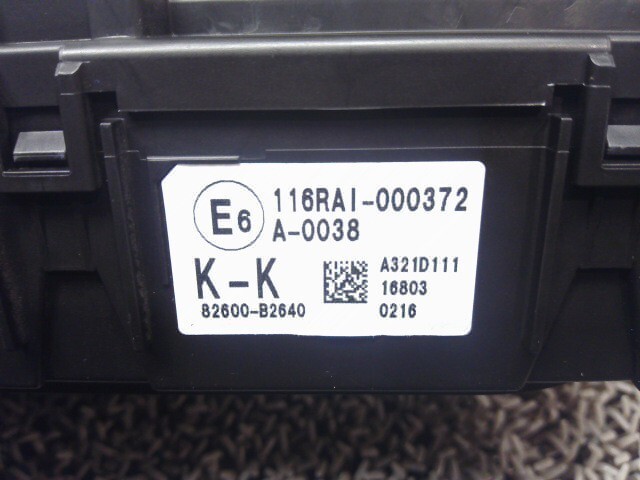 E6 116RAI-000372
A-0038
K-K A321D111
16803
82600-B2640 0216